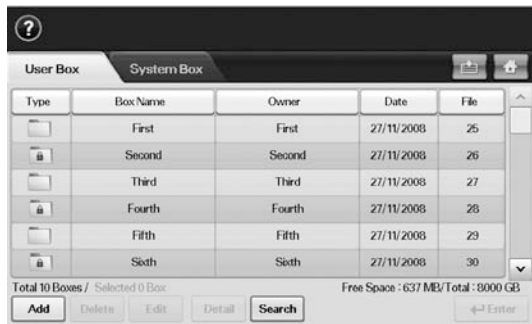 ?
User Box System Box
Type Box Name Owner Date File
First First 27/11/2008 25
Second Second 27/11/2008 26
Third Third 27/11/2008 27
Fourth Fourth 27/11/2008 28
Fifth Fifth 27/11/2008 29
Sixth Sixth 27/11/2008 30
Total 10 Boxes / Selected 0 Box Free Space : 637 MB/Total : 8000 GB
Add Delete Edit Detail Search Enter